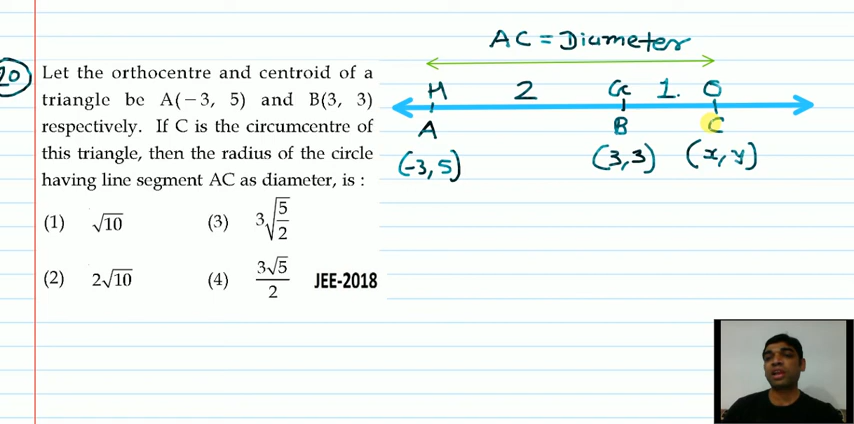 AC = Diameter
20
Let the orthocentre and centroid of a
triangle be A(−3, 5) and B(3, 3)
respectively. If C is the circumcentre of
this triangle, then the radius of the circle
having line segment AC as diameter, is :
(1) √10 (3) 3√(5/2)
(2) 2√10 (4) 3√5/2 JEE-2018
H 2 G 1. O
A B C
(-3,5) (3,3) (x,y)